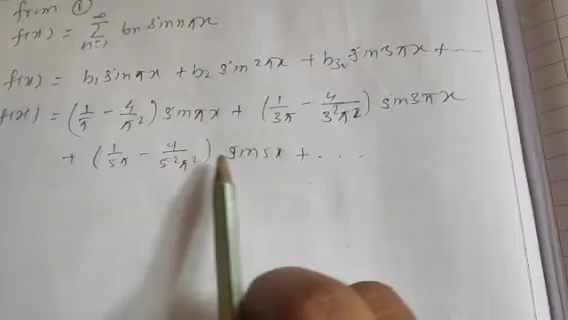 from ①
f(x) = ∑_{n=1}^{∞} bn sin nπx
f(x) = b₁ sin πx + b₂ sin 2πx + b₃ sin 3πx + ------
f(x) = (1/π - 4/π²) sin πx + (1/3π - 4/3²π²) sin 3πx
+ (1/5π - 4/5²π²) sin 5x + . . .